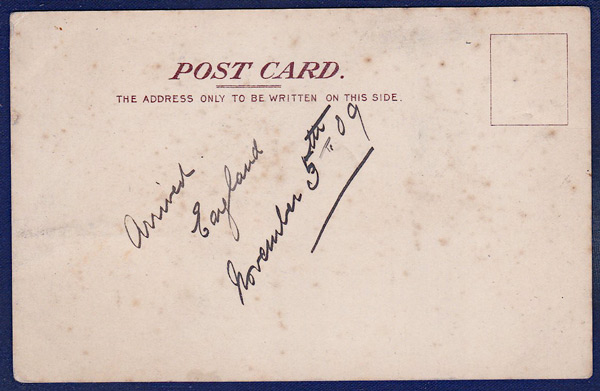 POST CARD.
THE ADDRESS ONLY TO BE WRITTEN ON THIS SIDE.
Arrived
England
November 5th 09